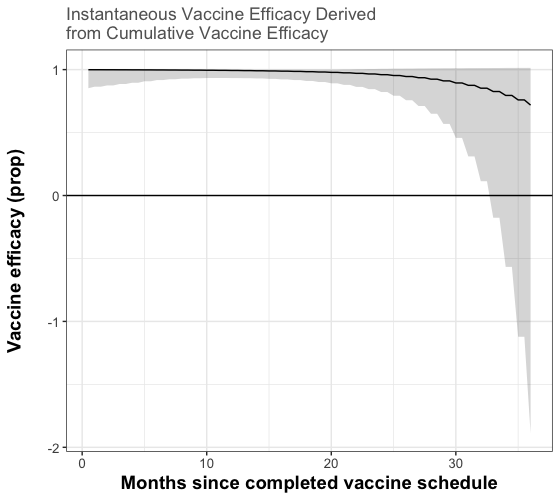 Instantaneous Vaccine Efficacy Derived
from Cumulative Vaccine Efficacy
Vaccine efficacy (prop)
1
0
-1
-2
0 10 20 30
Months since completed vaccine schedule